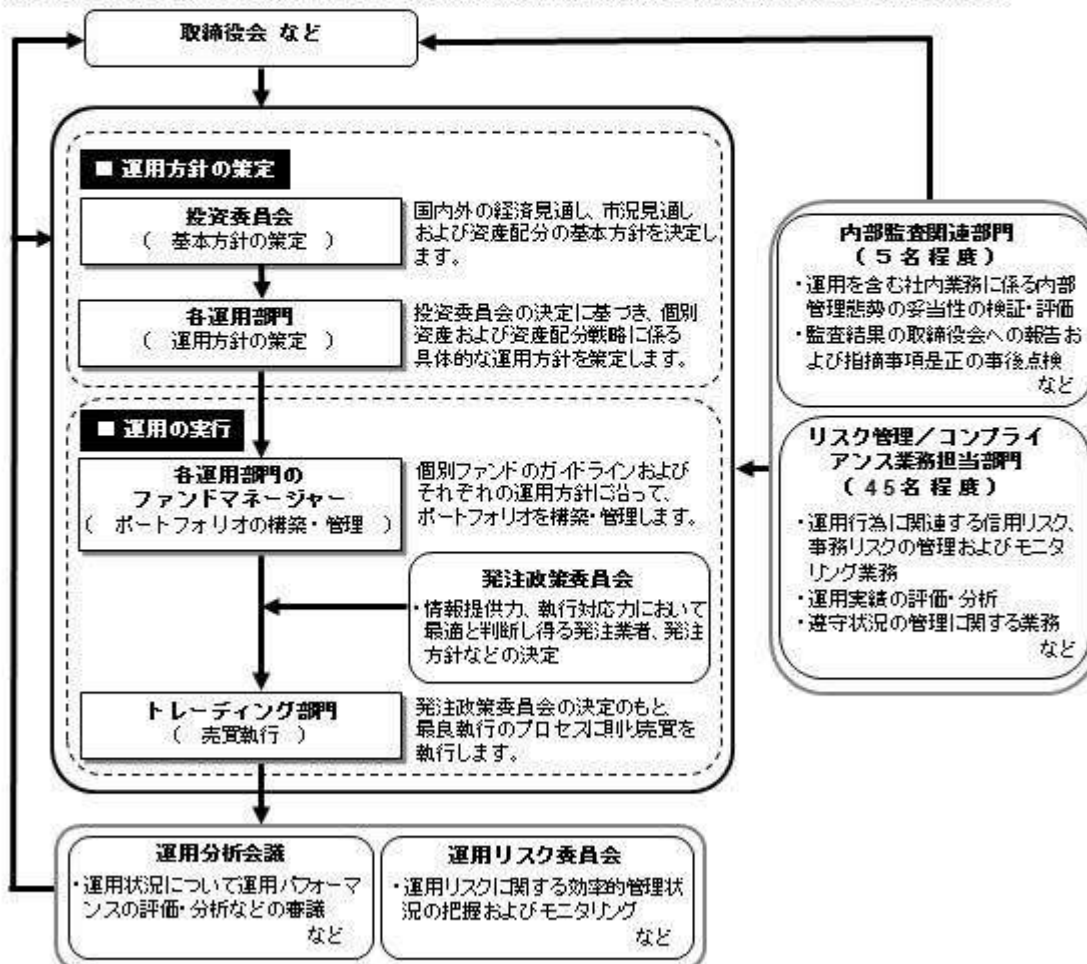 取締役会 など
■ 運用方針の策定
投資委員会
( 基本方針の策定 )
国内外の経済見通し、市況見通し
および資産配分の基本方針を決定し
ます。
各運用部門
( 運用方針の策定 )
投資委員会の決定に基づき、個別
資産および資産配分戦略に係る
具体的な運用方針を策定します。
■ 運用の実行
各運用部門の
ファンドマネージャー
( ポートフォリオの構築・管理 )
個別ファンドのガイドラインおよび
それぞれの運用方針に沿って、
ポートフォリオを構築・管理します。
発注政策委員会
・情報提供力、執行対応力において
最適と判断し得る発注業者、発注
方針などの決定
トレーディング部門
( 売買執行 )
発注政策委員会の決定のもと
最良執行のプロセスに則り売買を
執行します。
運用分析会議
・運用状況について運用パフォーマ
ンスの評価・分析などの審議
など
運用リスク委員会
・運用リスクに関する効率的管理状
況の把握およびモニタリング
など
内部監査関連部門
(5名程度)
・運用を含む社内業務に係る内部
管理態勢の妥当性の検証・評価
・監査結果の取締役会への報告お
よび指摘事項是正の事後点検
など
リスク管理/コンプライ
アンス業務担当部門
(45名程度)
・運用行為に関連する信用リスク、
事務リスクの管理およびモニタ
リング業務
・運用実績の評価・分析
・遵守状況の管理に関する業務
など